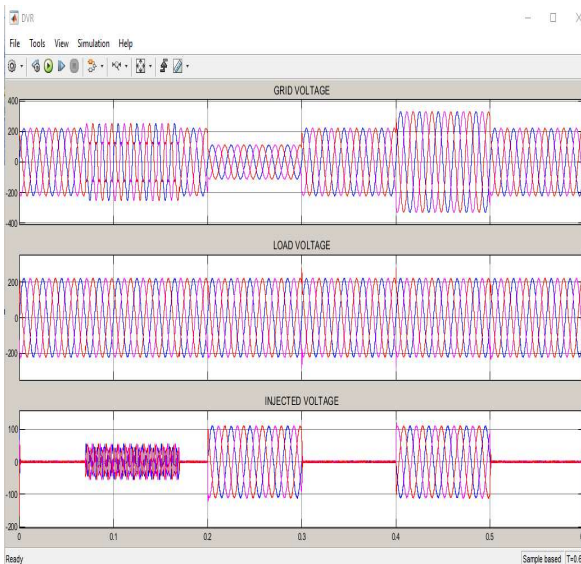 DVR
File Tools View Simulation Help
GRID VOLTAGE
400
200
0
-200
-400
LOAD VOLTAGE
200
0
-200
INJECTED VOLTAGE
100
0
-100
-200
0 0.1 0.2 0.3 0.4 0.5
Ready Sample based